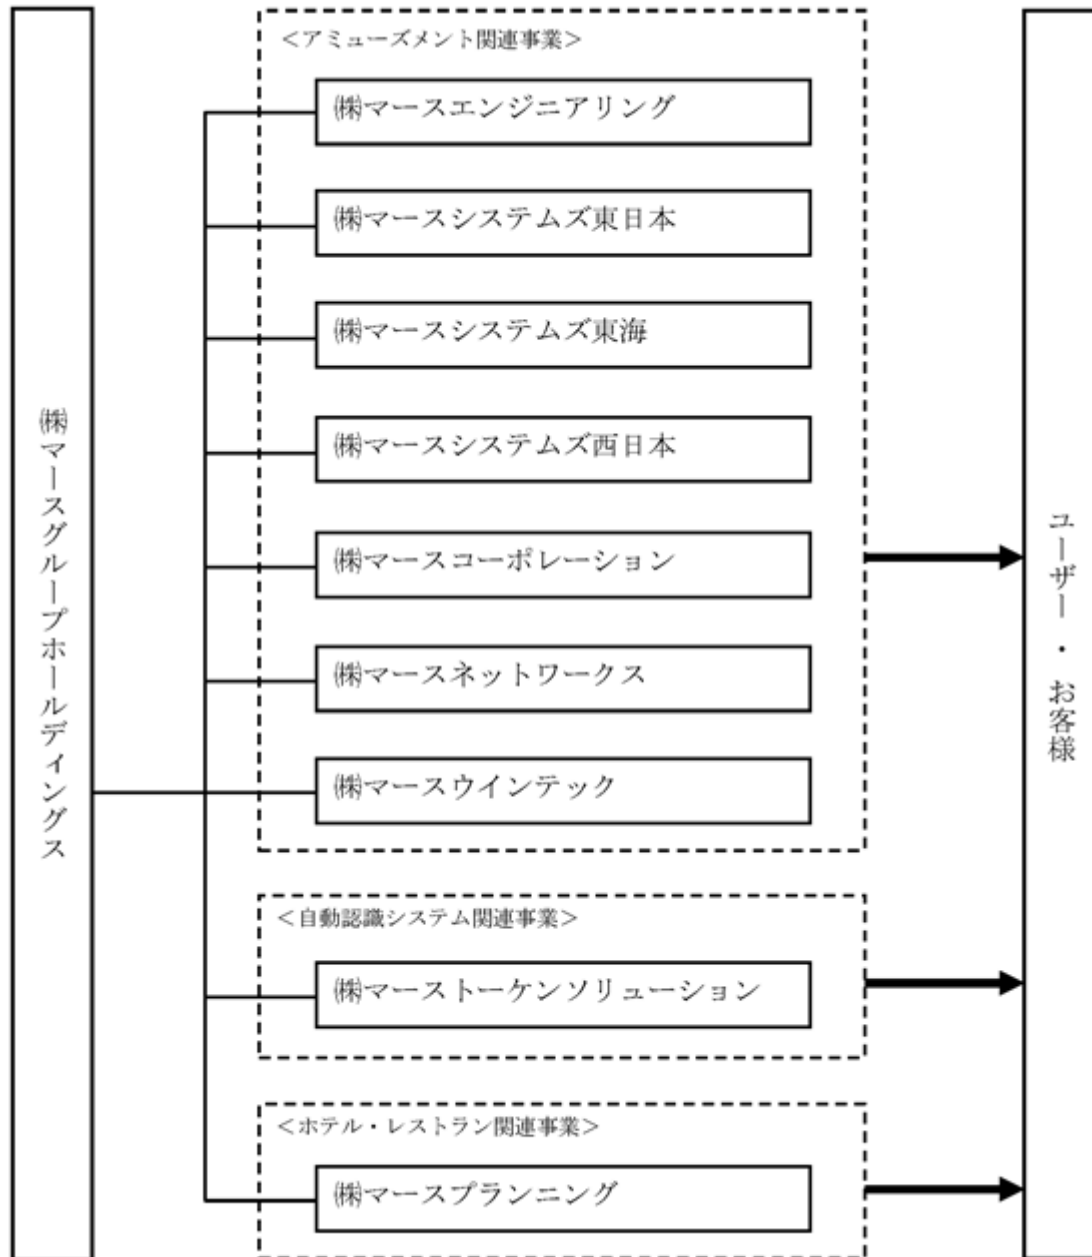 ㈱マースグループホールディングス
＜アミューズメント関連事業＞
㈱マースエンジニアリング
㈱マースシステムズ東日本
㈱マースシステムズ東海
㈱マースシステムズ西日本
㈱マースコーポレーション
㈱マースネットワークス
㈱マースウインテック
＜自動認識システム関連事業＞
㈱マーストーケンソリューション
＜ホテル・レストラン関連事業＞
㈱マースプランニング
ユーザー・お客様